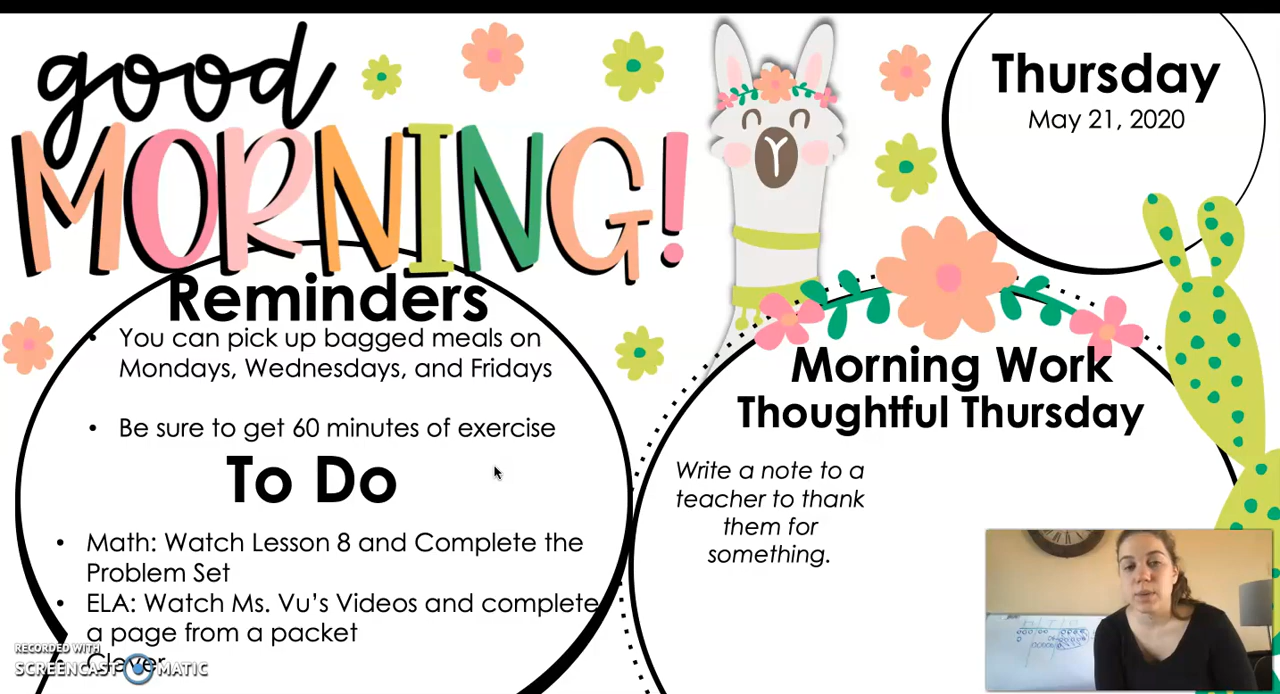 good
MORNING!
Thursday
May 21, 2020
Reminders
• You can pick up bagged meals on
Mondays, Wednesdays, and Fridays
• Be sure to get 60 minutes of exercise
To Do
• Math: Watch Lesson 8 and Complete the
Problem Set
• ELA: Watch Ms. Vu's Videos and complete
a page from a packet
Clever
Morning Work
Thoughtful Thursday
Write a note to a
teacher to thank
them for
something.
RECORDED WITH
SCREENCAST MATIC